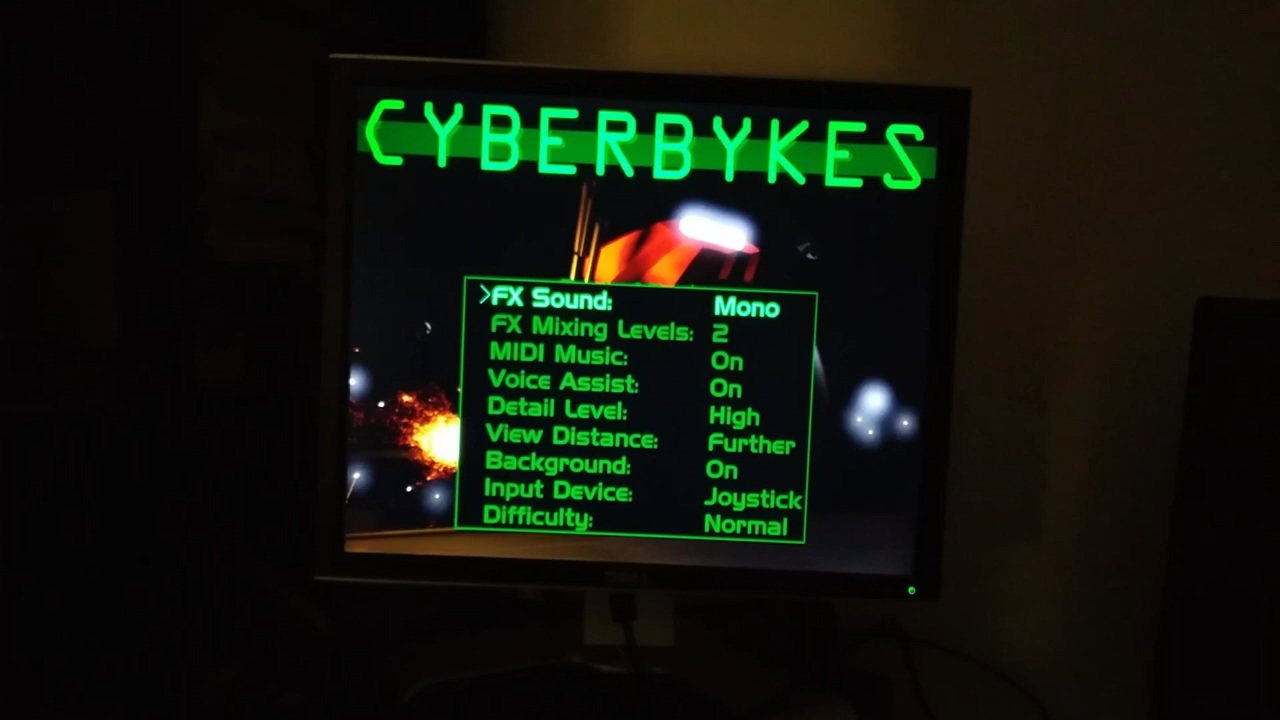 CYBERBYKES
>FX Sound: Mono
FX Mixing Levels: 2
MIDI Music: On
Voice Assist: On
Detail Level: High
View Distance: Further
Background: On
Input Device: Joystick
Difficulty: Normal